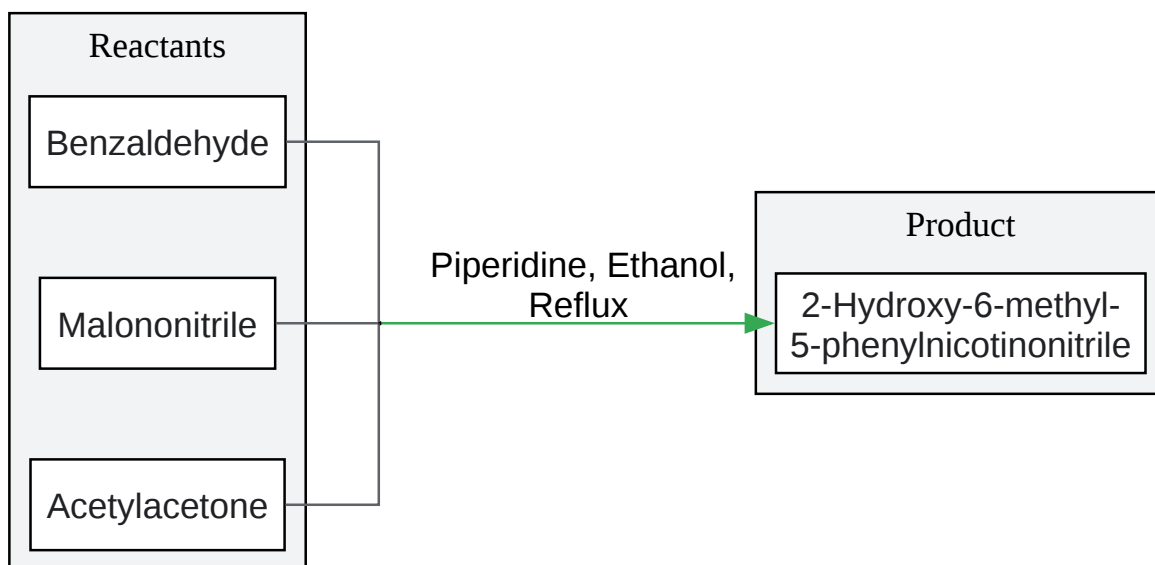 Reactants
Benzaldehyde
Malononitrile
Acetylacetone
Piperidine, Ethanol,
Reflux
Product
2-Hydroxy-6-methyl-
5-phenylnicotinonitrile